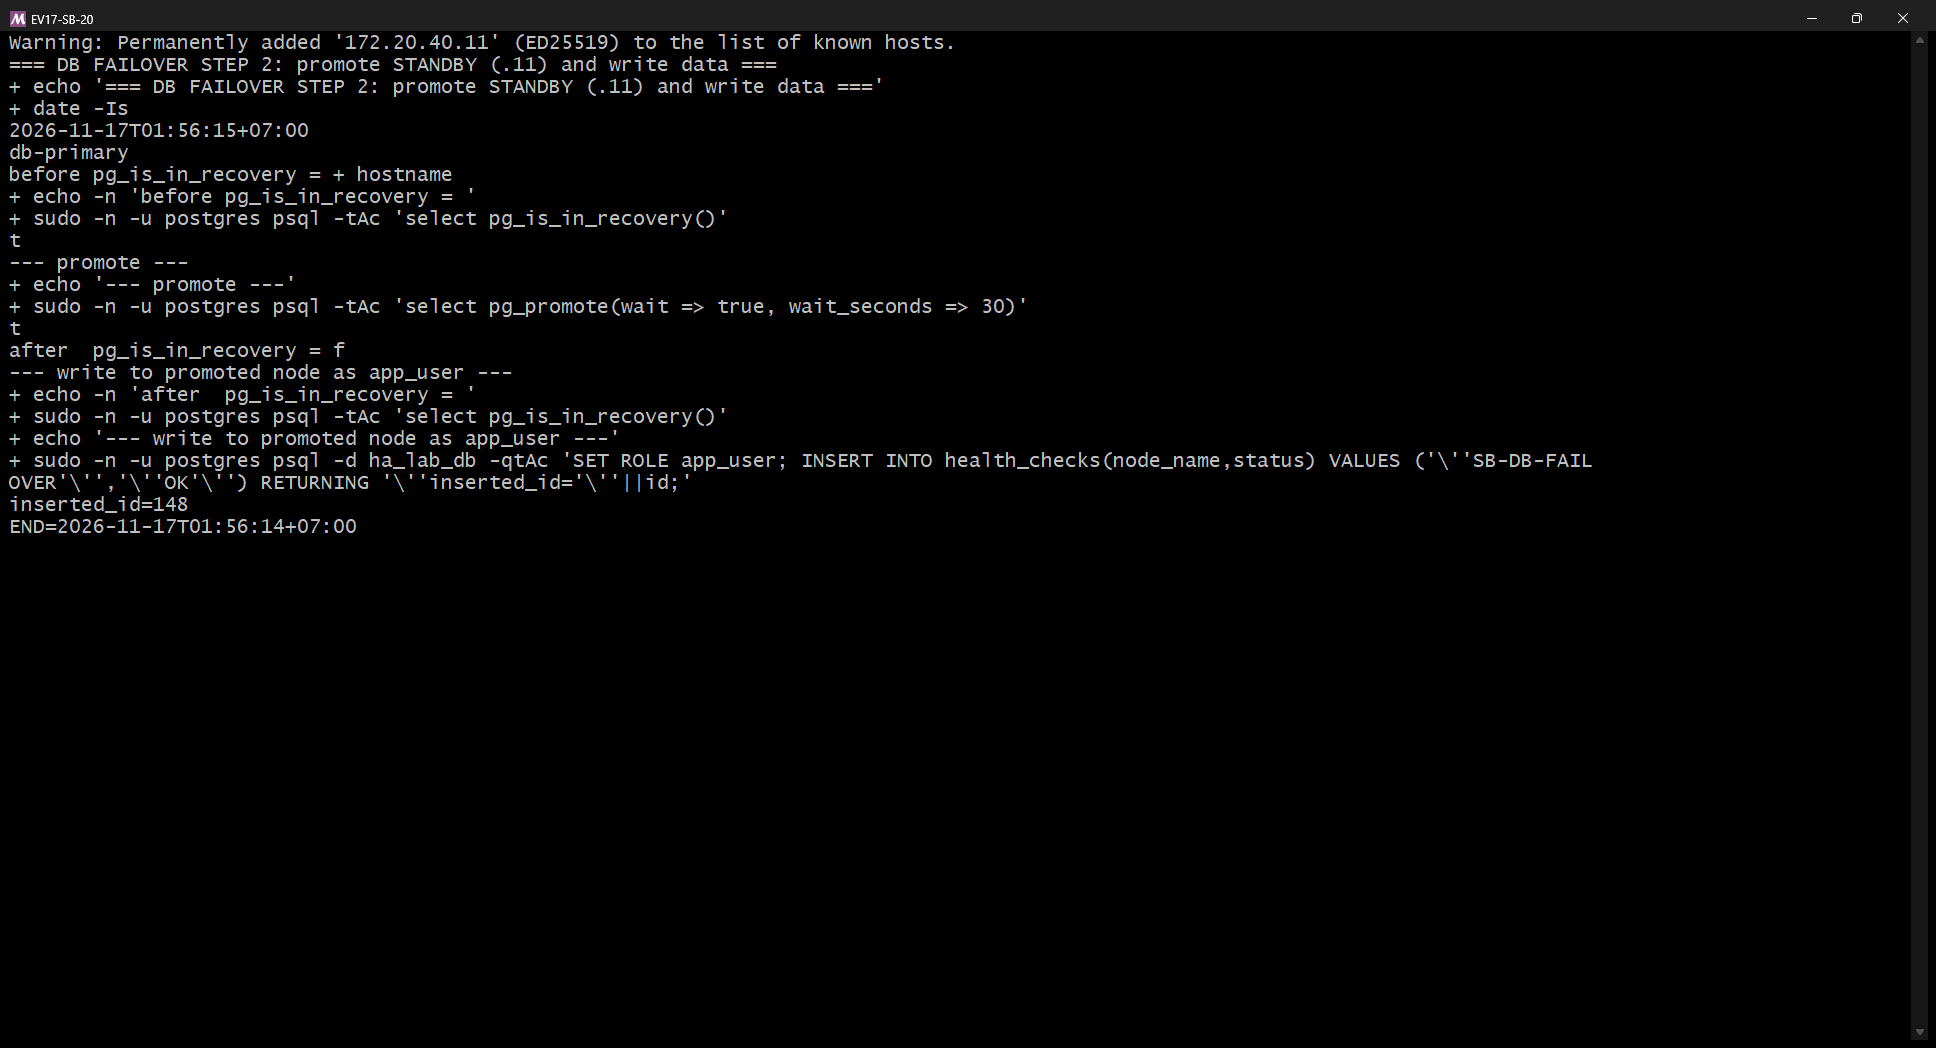 EV17-SB-20
Warning: Permanently added '172.20.40.11' (ED25519) to the list of known hosts.
=== DB FAILOVER STEP 2: promote STANDBY (.11) and write data ===
+ echo '=== DB FAILOVER STEP 2: promote STANDBY (.11) and write data ==='
+ date -Is
2026-11-17T01:56:15+07:00
db-primary
before pg_is_in_recovery = + hostname
+ echo -n 'before pg_is_in_recovery = '
+ sudo -n -u postgres psql -tAc 'select pg_is_in_recovery()'
t
--- promote ---
+ echo '--- promote ---'
+ sudo -n -u postgres psql -tAc 'select pg_promote(wait => true, wait_seconds => 30)'
t
after  pg_is_in_recovery = f
--- write to promoted node as app_user ---
+ echo -n 'after  pg_is_in_recovery = '
+ sudo -n -u postgres psql -tAc 'select pg_is_in_recovery()'
+ echo '--- write to promoted node as app_user ---'
+ sudo -n -u postgres psql -d ha_lab_db -qtAc 'SET ROLE app_user; INSERT INTO health_checks(node_name,status) VALUES ('\''SB-DB-FAIL
OVER'\'','\''OK'\'') RETURNING '\''inserted_id='\''||id;'
inserted_id=148
END=2026-11-17T01:56:14+07:00